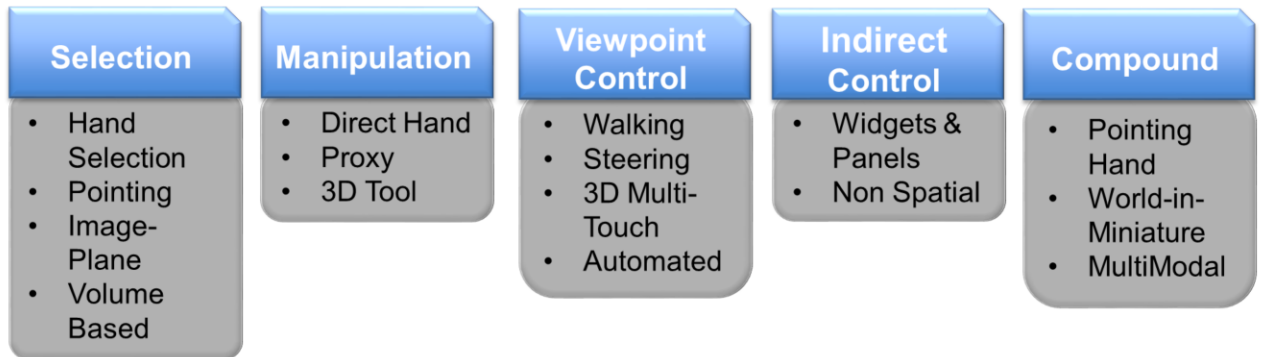 Selection
• Hand
Selection
• Pointing
• Image-
Plane
• Volume
Based
Manipulation
• Direct Hand
• Proxy
• 3D Tool
Viewpoint
Control
• Walking
• Steering
• 3D Multi-
Touch
• Automated
Indirect
Control
• Widgets &
Panels
• Non Spatial
Compound
• Pointing
Hand
• World-in-
Miniature
• MultiModal